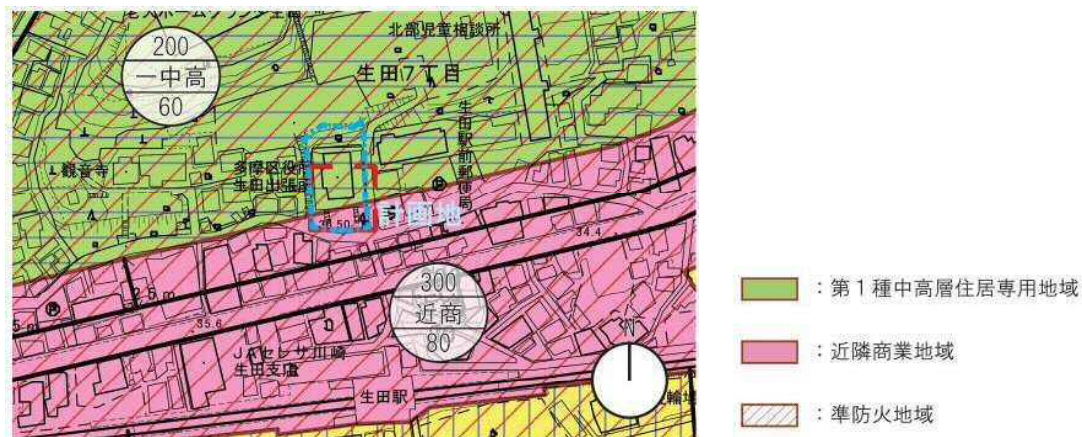 北部児童相談所
200
一中高
60
生田7丁目
生田駅前郵便局
観音寺
多摩区役所
生田出張所
計画地
34.4
300
近商
80
35.6
JAセレサ川崎
生田支店
生田駅
N
：第1種中高層住居専用地域
：近隣商業地域
：準防火地域